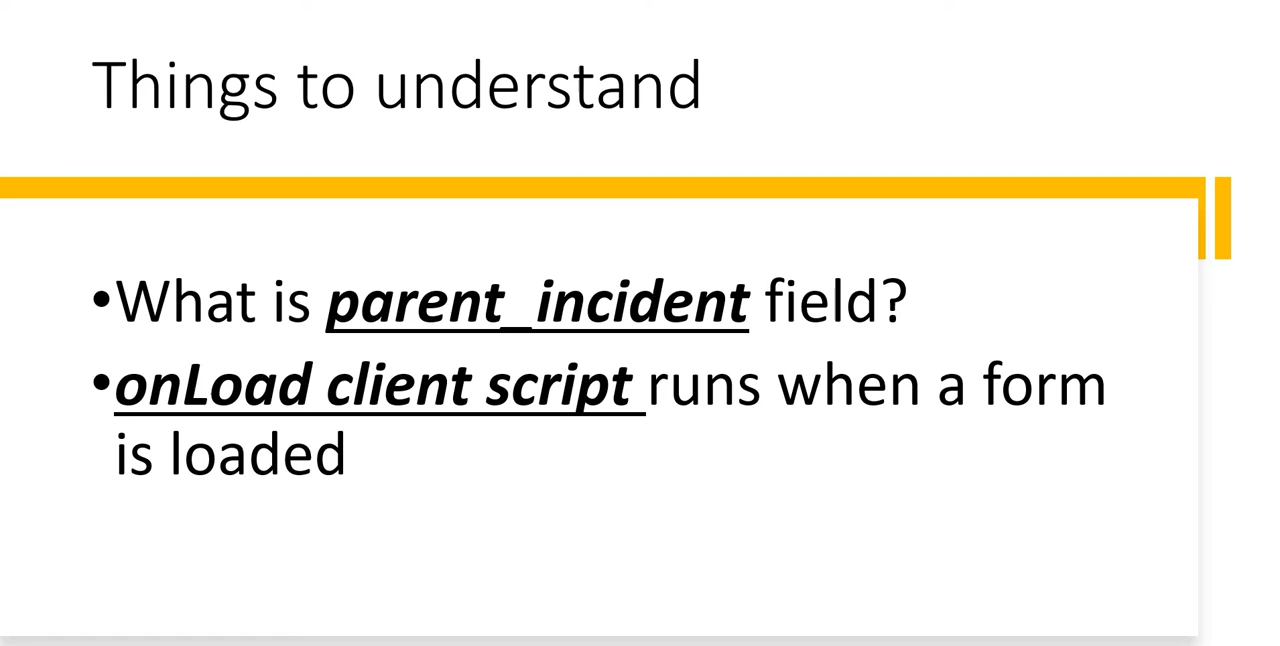 Things to understand
•What is parent_incident field?
•onLoad client script runs when a form
is loaded